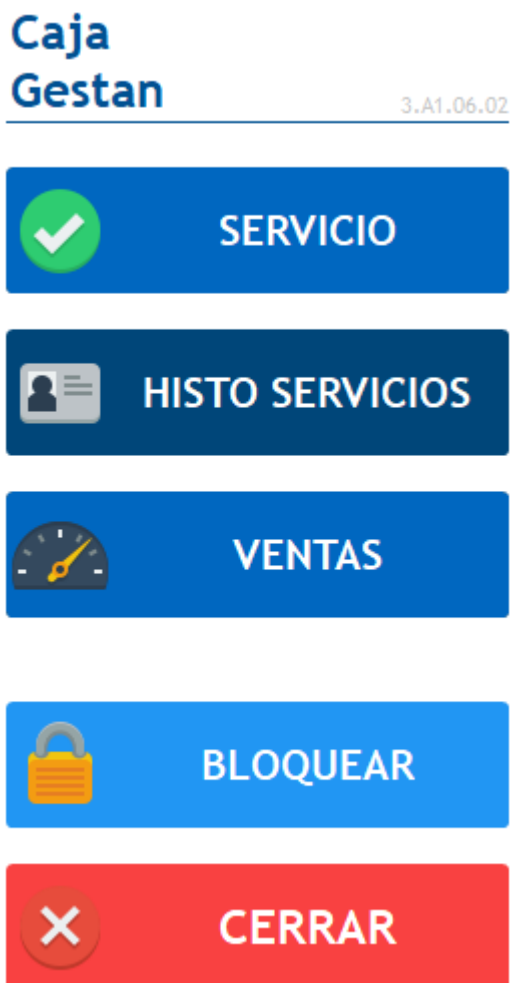 Caja
Gestan
3.A1.06.02
SERVICIO
HISTO SERVICIOS
VENTAS
BLOQUEAR
CERRAR